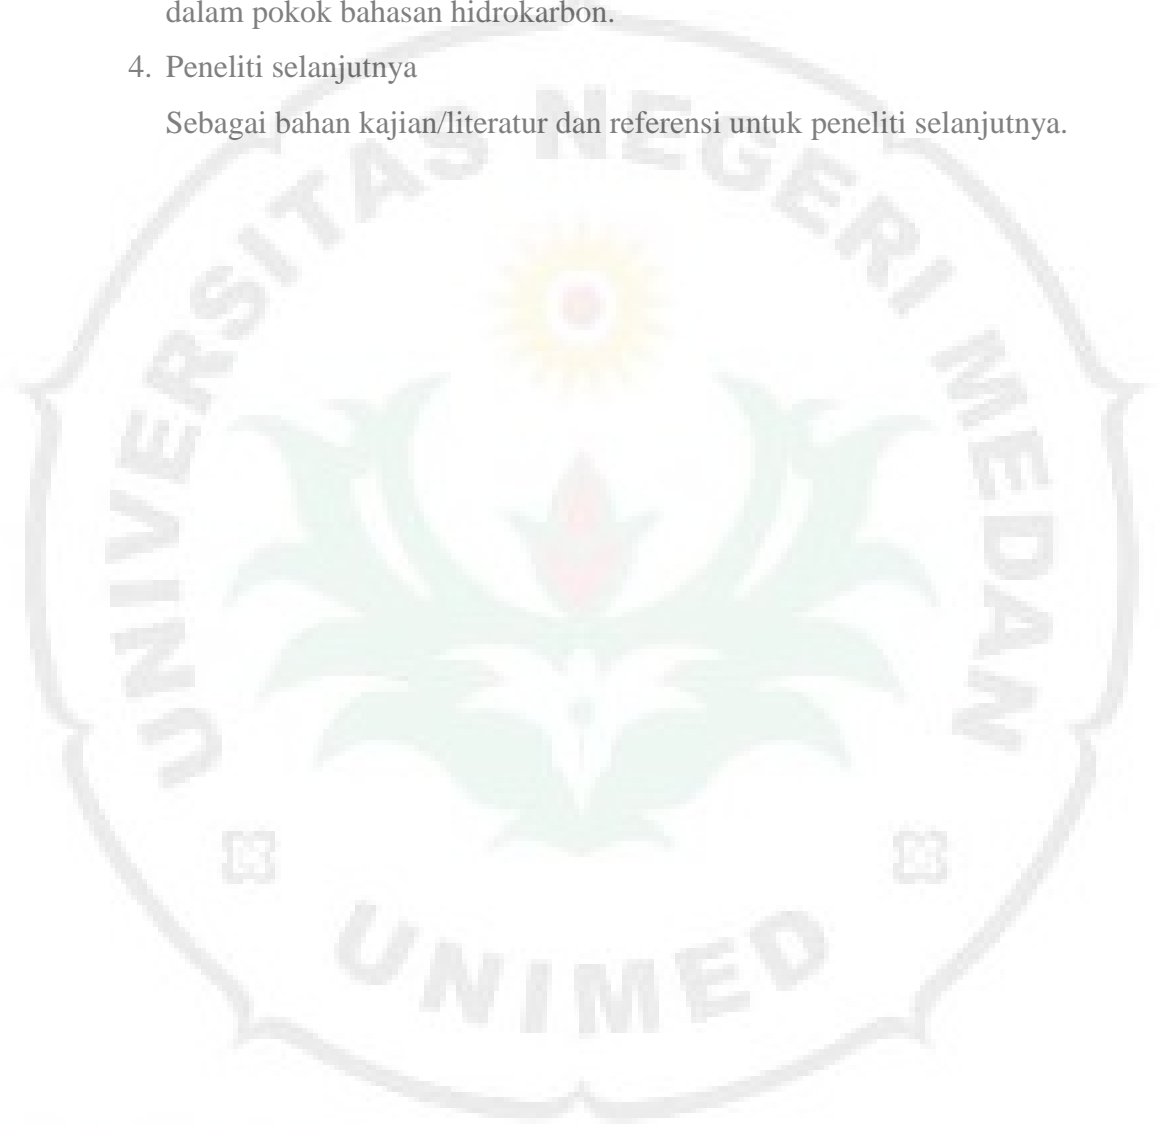 dalam pokok bahasan hidrokarbon.
4. Peneliti selanjutnya
Sebagai bahan kajian/literatur dan referensi untuk peneliti selanjutnya.
UNIVERSITAS NEGERI MEDAN
UNIMED